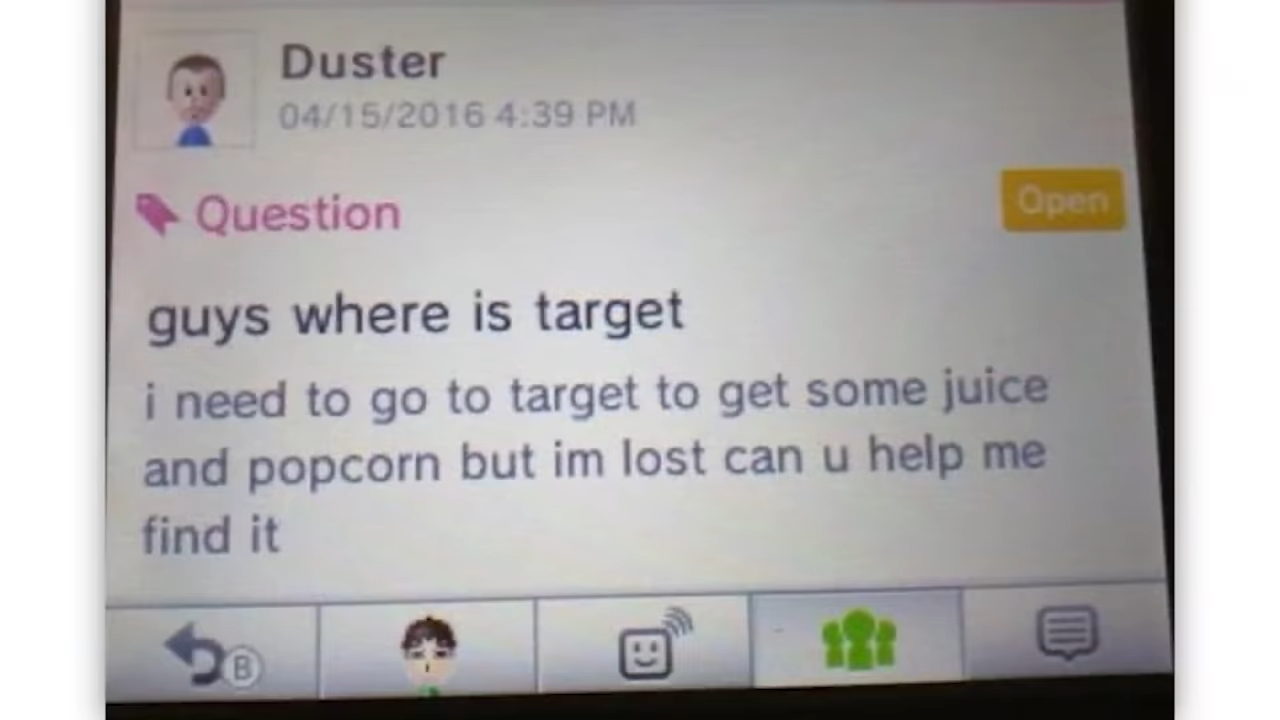 Duster
04/15/2016 4:39 PM
Question
Open
guys where is target
i need to go to target to get some juice
and popcorn but im lost can u help me
find it
B